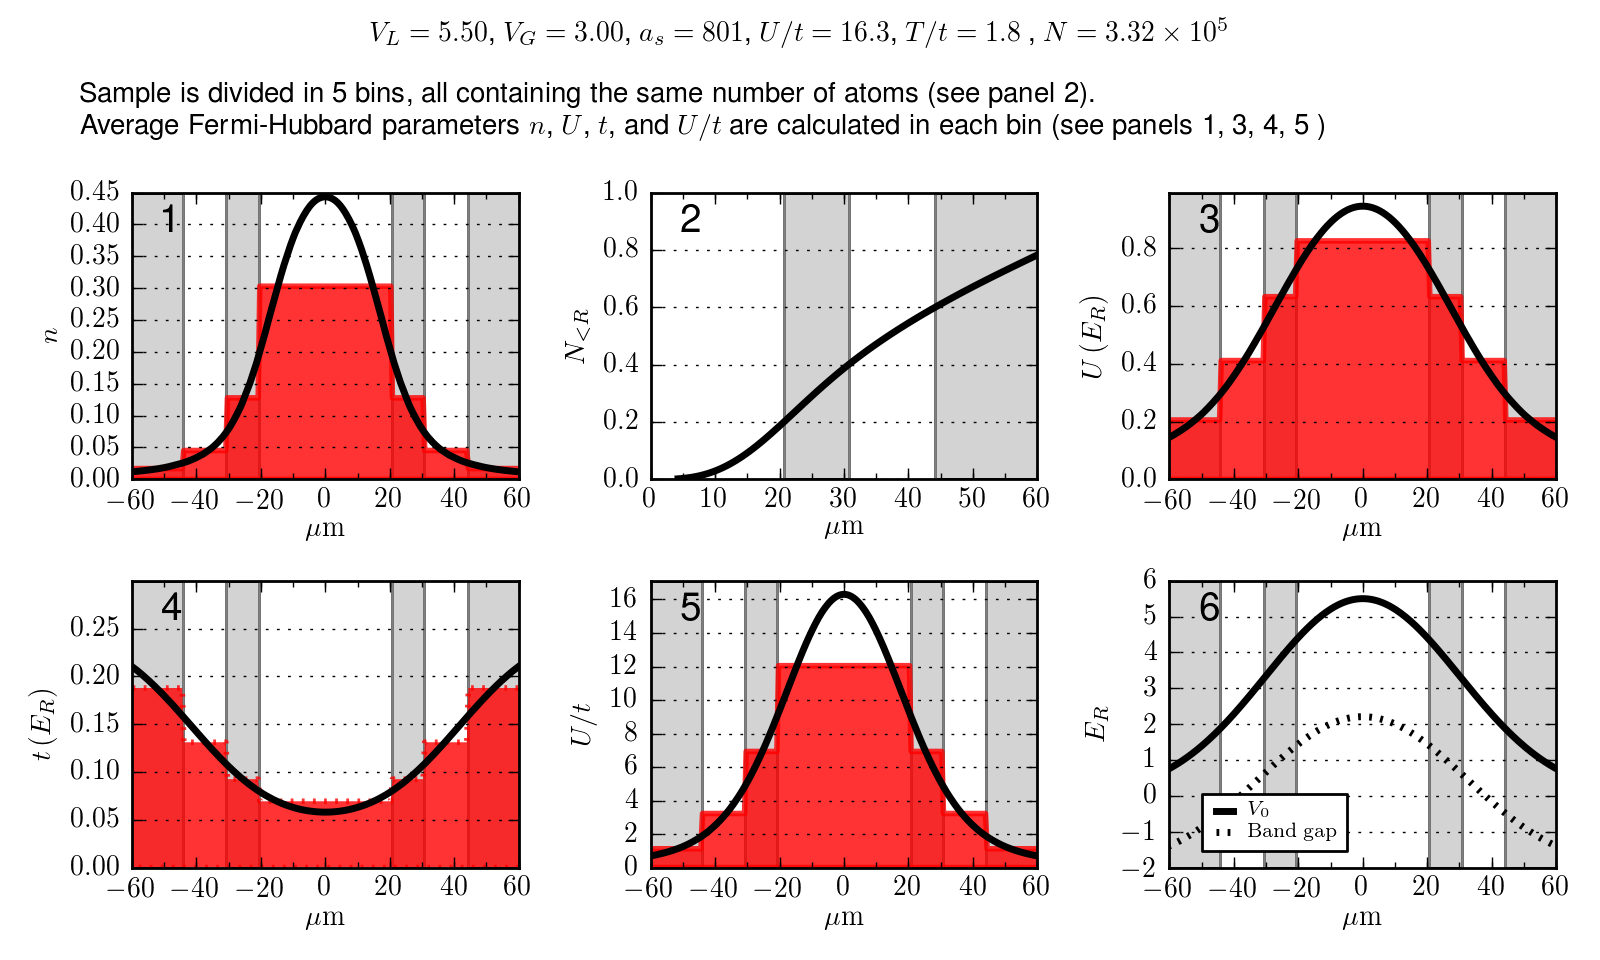 V_L = 5.50, V_G = 3.00, a_s = 801, U/t = 16.3, T/t = 1.8 , N = 3.32 × 10^5
Sample is divided in 5 bins, all containing the same number of atoms (see panel 2).
Average Fermi-Hubbard parameters n, U, t, and U/t are calculated in each bin (see panels 1, 3, 4, 5 )
1
n
0.45
0.40
0.35
0.30
0.25
0.20
0.15
0.10
0.05
0.00
−60 −40 −20 0 20 40 60
μm
2
N_{<R}
1.0
0.8
0.6
0.4
0.2
0.0
0 10 20 30 40 50 60
μm
3
U (E_R)
0.8
0.6
0.4
0.2
0.0
−60 −40 −20 0 20 40 60
μm
4
t (E_R)
0.25
0.20
0.15
0.10
0.05
0.00
−60 −40 −20 0 20 40 60
μm
5
U/t
16
14
12
10
8
6
4
2
0
−60 −40 −20 0 20 40 60
μm
6
E_R
6
5
4
3
2
1
0
−1
−2
V_0
Band gap
−60 −40 −20 0 20 40 60
μm